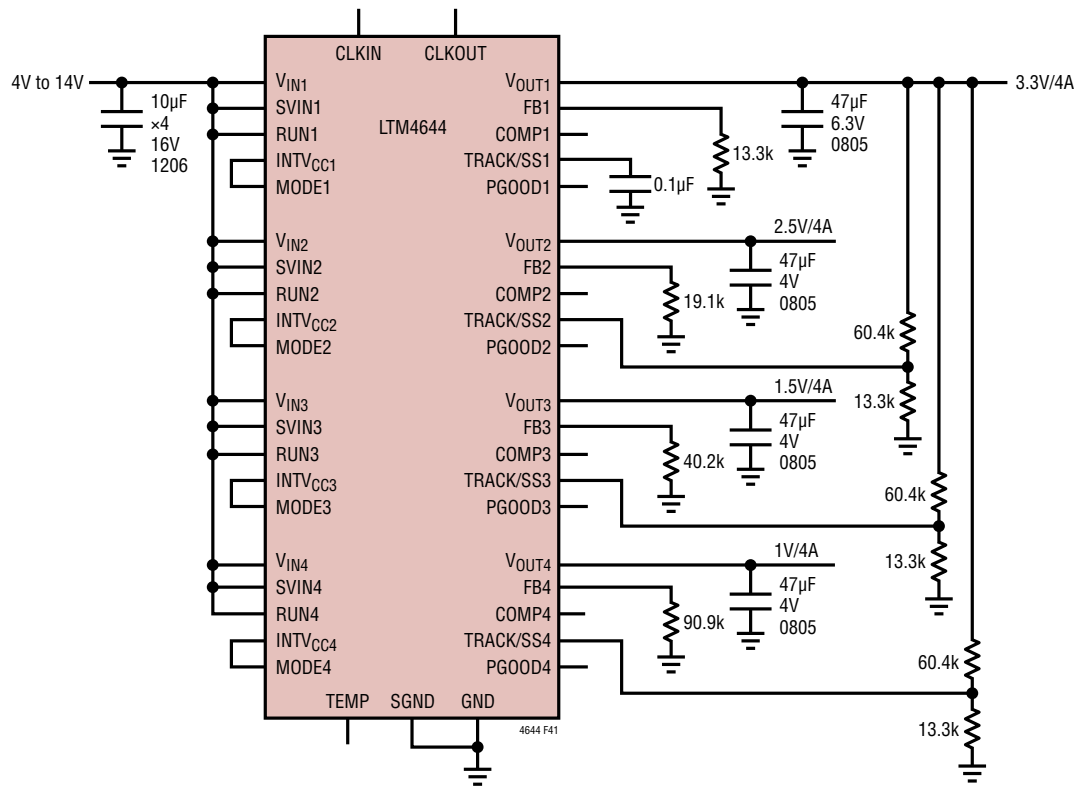 CLKIN CLKOUT
4V to 14V
10µF
×4
16V
1206
LTM4644
VIN1
SVIN1
RUN1
INTVCC1
MODE1
VIN2
SVIN2
RUN2
INTVCC2
MODE2
VIN3
SVIN3
RUN3
INTVCC3
MODE3
VIN4
SVIN4
RUN4
INTVCC4
MODE4
VOUT1
FB1
COMP1
TRACK/SS1
PGOOD1
VOUT2
FB2
COMP2
TRACK/SS2
PGOOD2
VOUT3
FB3
COMP3
TRACK/SS3
PGOOD3
VOUT4
FB4
COMP4
TRACK/SS4
PGOOD4
TEMP SGND GND
4644 F41
3.3V/4A
47µF
6.3V
0805
13.3k
0.1µF
2.5V/4A
47µF
4V
0805
19.1k
60.4k
13.3k
1.5V/4A
47µF
4V
0805
40.2k
60.4k
13.3k
1V/4A
47µF
4V
0805
90.9k
60.4k
13.3k